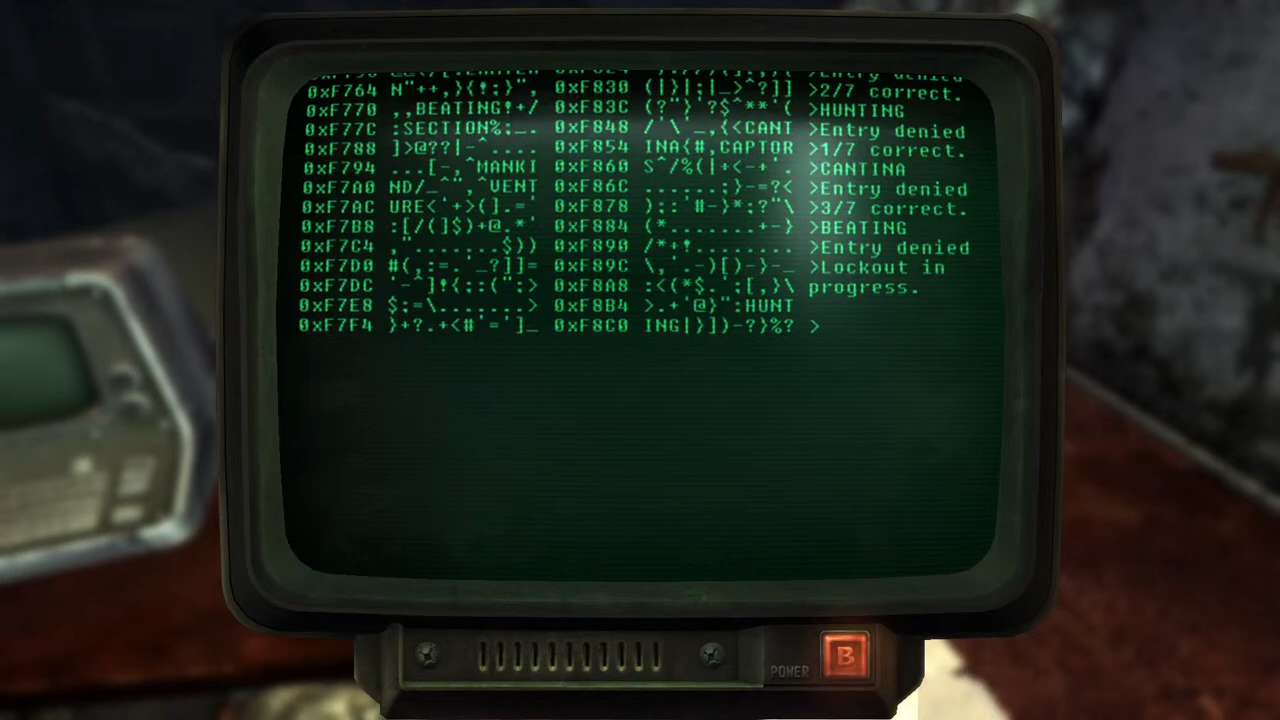 0xF764 N"++,}{!;}", 0xF830 (|}|;|_>^?]] >2/7 correct.
0xF770 ,,BEATING!+/ 0xF83C (?"}'?$^**'( >HUNTING
0xF77C :SECTION%;_. 0xF848 /'\'_,{<CANT >Entry denied
0xF788 ]>@??|-^.... 0xF854 INA{#,CAPTOR >1/7 correct.
0xF794 ...[-,^MANKI 0xF860 S^/%(|+<-+'. >CANTINA
0xF7A0 ND/_^",^VENT 0xF86C ......;}-=?< >Entry denied
0xF7AC URE<'+>(].=' 0xF878 );:'#-}*;?"\ >3/7 correct.
0xF7B8 :[/(]$)+@.*' 0xF884 (*.......+-} >BEATING
0xF7C4 ."........$)) 0xF890 /*+!........ >Entry denied
0xF7D0 #(,:=.'_?]]= 0xF89C \,'.-)[)-}-_ >Lockout in
0xF7DC '-^]!{;:(":> 0xF8A8 :<(*$.':[,}\ progress.
0xF7E8 $;=\.......> 0xF8B4 >.+'@}":HUNT
0xF7F4 }+?.+<#'=']_ 0xF8C0 ING|}])-?}%? >
POWER B